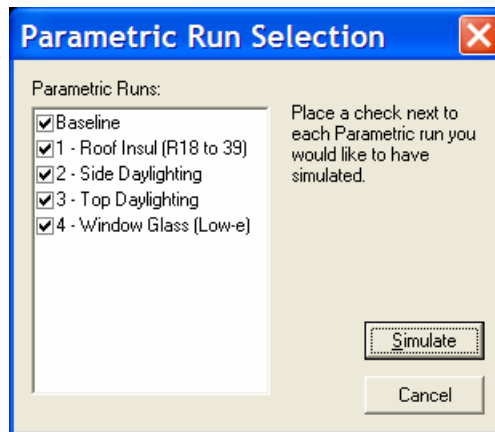 Parametric Run Selection
Parametric Runs:
Baseline
1 - Roof Insul (R18 to 39)
2 - Side Daylighting
3 - Top Daylighting
4 - Window Glass (Low-e)
Place a check next to
each Parametric run you
would like to have
simulated.
Simulate
Cancel